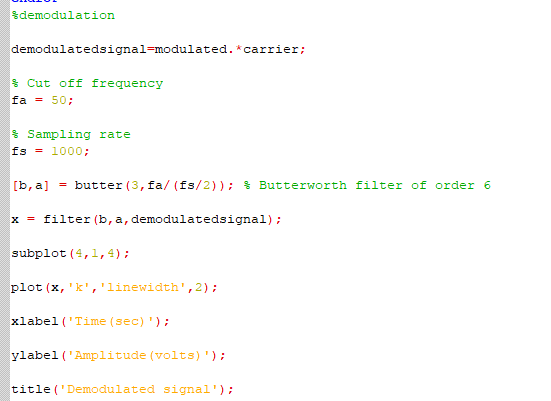 %demodulation
demodulatedsignal=modulated.*carrier;
% Cut off frequency
fa = 50;
% Sampling rate
fs = 1000;
[b,a] = butter(3,fa/(fs/2)); % Butterworth filter of order 6
x = filter(b,a,demodulatedsignal);
subplot(4,1,4);
plot(x,'k','linewidth',2);
xlabel('Time(sec)');
ylabel('Amplitude(volts)');
title('Demodulated signal');